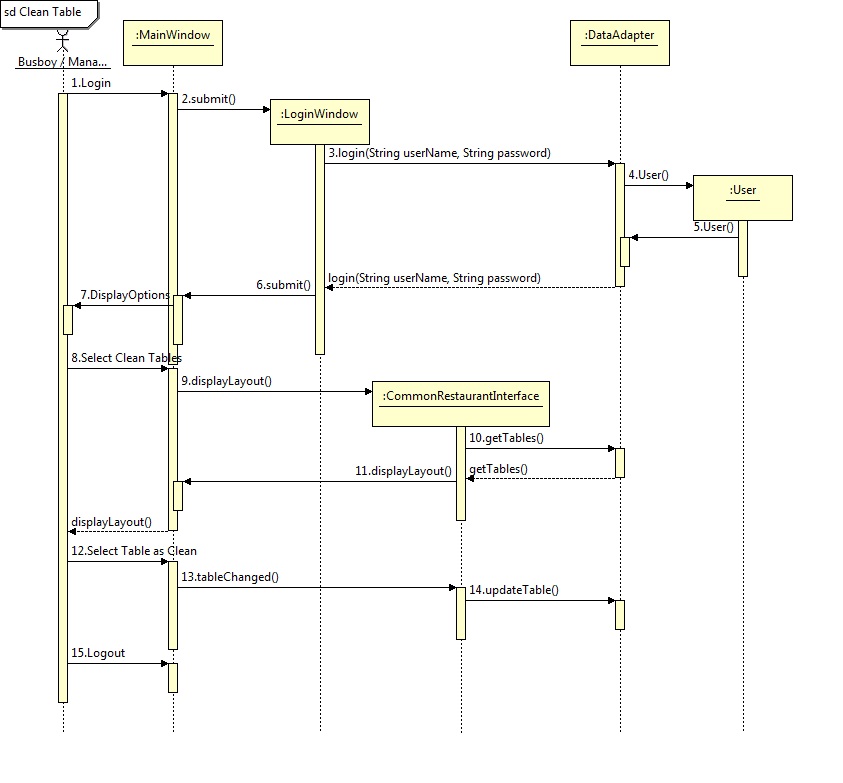 sd Clean Table
:MainWindow
:DataAdapter
Busboy / Mana...
1.Login
2.submit()
:LoginWindow
3.login(String userName, String password)
4.User()
:User
5.User()
login(String userName, String password)
6.submit()
7.DisplayOptions
8.Select Clean Tables
9.displayLayout()
:CommonRestaurantInterface
10.getTables()
11.displayLayout()
getTables()
displayLayout()
12.Select Table as Clean
13.tableChanged()
14.updateTable()
15.Logout